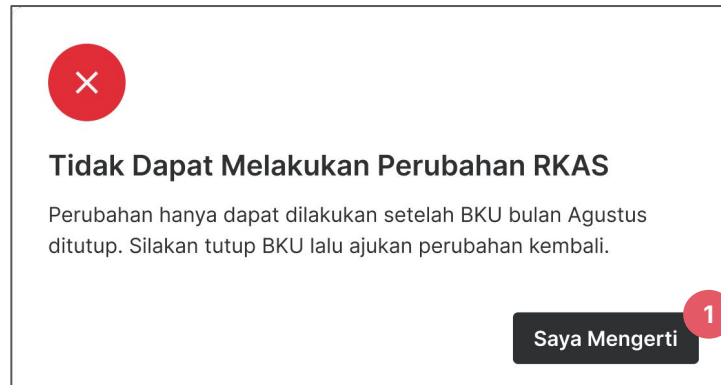 Tidak Dapat Melakukan Perubahan RKAS
Perubahan hanya dapat dilakukan setelah BKU bulan Agustus
ditutup. Silakan tutup BKU lalu ajukan perubahan kembali.
1
Saya Mengerti